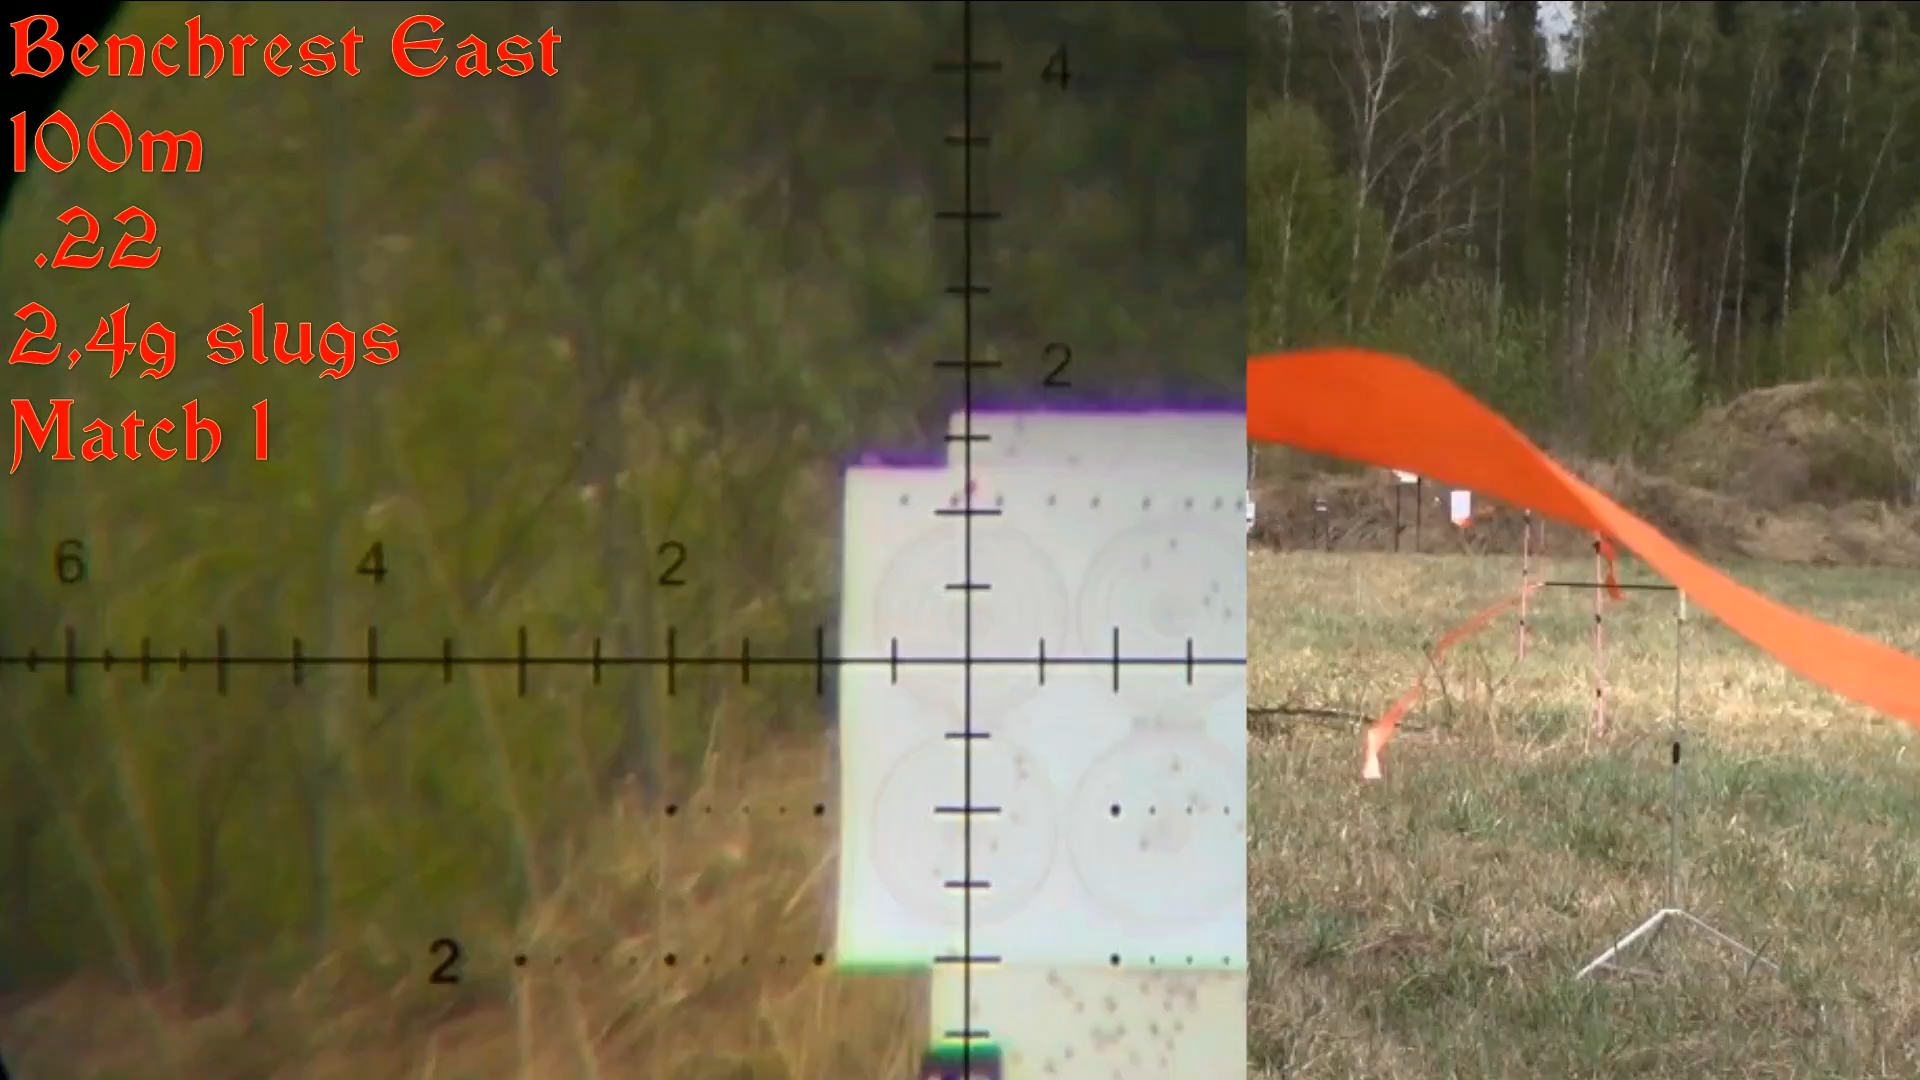 Benchrest East
100m
.22
2,4g slugs
Match 1
4
2
6 4 2
2